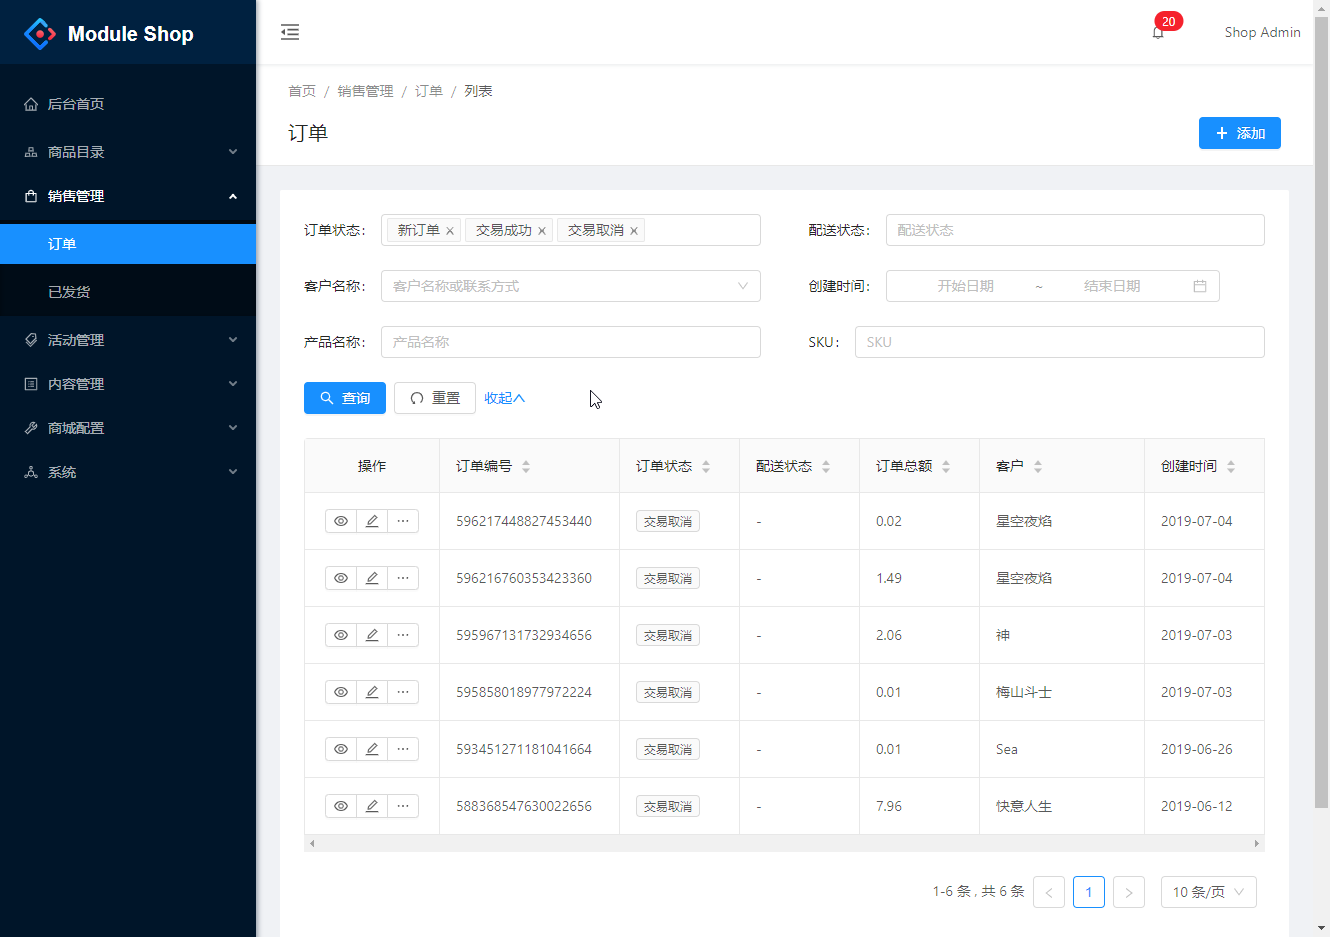 Module Shop
20
Shop Admin
后台首页
商品目录
销售管理
订单
已发货
活动管理
内容管理
商城配置
系统
首页 / 销售管理 / 订单 / 列表
订单
添加
订单状态: 新订单 交易成功 交易取消
配送状态: 配送状态
客户名称: 客户名称或联系方式
创建时间: 开始日期 ~ 结束日期
产品名称: 产品名称
SKU: SKU
查询 重置 收起
操作 订单编号 订单状态 配送状态 订单总额 客户 创建时间
596217448827453440 交易取消 - 0.02 星空夜焰 2019-07-04
596216760353423360 交易取消 - 1.49 星空夜焰 2019-07-04
595967131732934656 交易取消 - 2.06 神 2019-07-03
595858018977972224 交易取消 - 0.01 梅山斗士 2019-07-03
593451271181041664 交易取消 - 0.01 Sea 2019-06-26
588368547630022656 交易取消 - 7.96 快意人生 2019-06-12
1-6 条 , 共 6 条 < 1 > 10 条/页